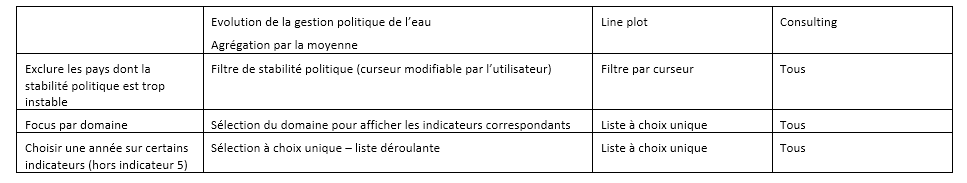 Evolution de la gestion politique de l'eau
Agrégation par la moyenne
Line plot
Consulting
Exclure les pays dont la
stabilité politique est trop
instable
Filtre de stabilité politique (curseur modifiable par l'utilisateur)
Filtre par curseur
Tous
Focus par domaine
Sélection du domaine pour afficher les indicateurs correspondants
Liste à choix unique
Tous
Choisir une année sur certains
indicateurs (hors indicateur 5)
Sélection à choix unique – liste déroulante
Liste à choix unique
Tous